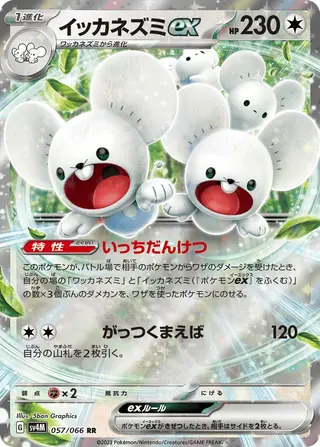 1進化
イッカネズミex
HP230
ワッカネズミから進化
特性 いっちだんけつ
このポケモンが、バトル場で相手のポケモンからワザのダメージを受けたとき、
自分の場の「ワッカネズミ」と「イッカネズミ(「ポケモンex」をふくむ)」
の数×3個ぶんのダメカンを、ワザを使ったポケモンにのせる。
がっつくまえば 120
自分の山札を2枚引く。
弱点 ×2 抵抗力 にげる
Illus. 5ban Graphics
G sv4M 057/066 RR
exルール
ポケモンexがきぜつしたとき、相手はサイドを2枚とる。
©2023 Pokémon/Nintendo/Creatures/GAME FREAK